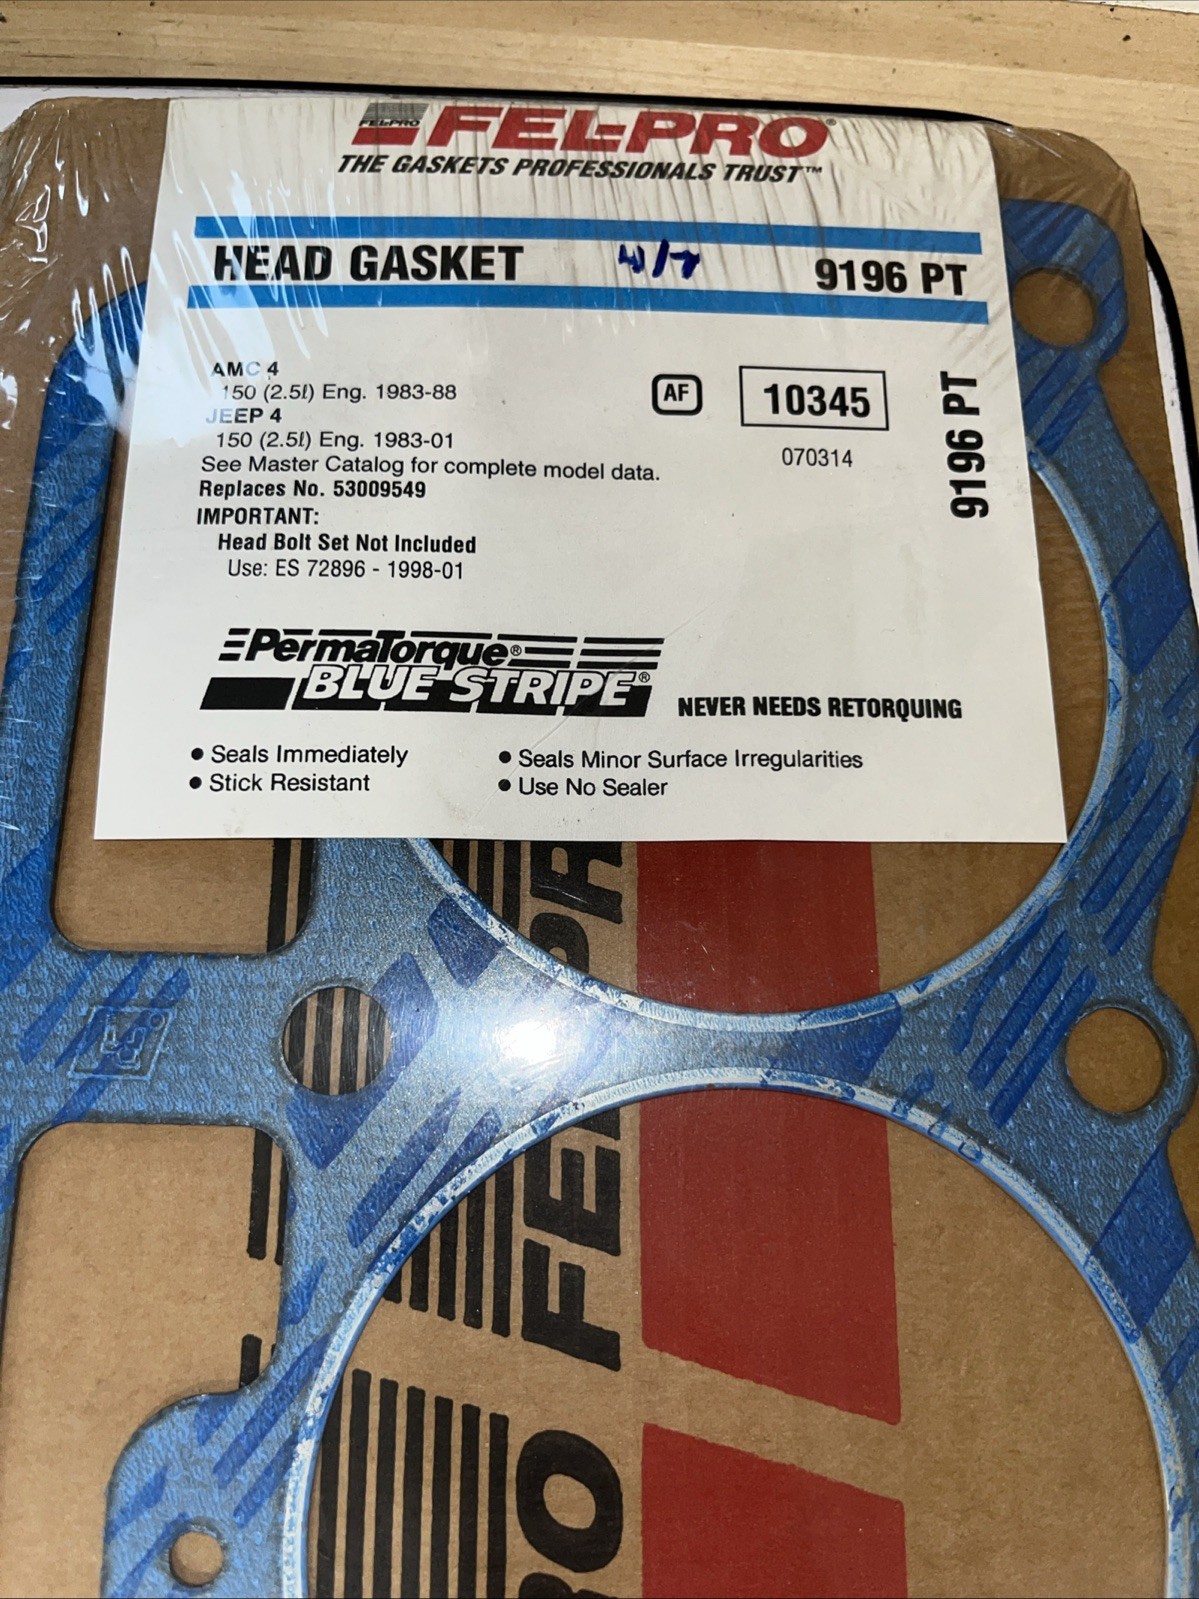 FEL-PRO
FEL-PRO®
THE GASKETS PROFESSIONALS TRUST™
HEAD GASKET 4/7 9196 PT
AMC 4
150 (2.5ℓ) Eng. 1983-88
JEEP 4
150 (2.5ℓ) Eng. 1983-01
See Master Catalog for complete model data.
Replaces No. 53009549
IMPORTANT:
Head Bolt Set Not Included
Use: ES 72896 - 1998-01
AF
10345
070314
9196 PT
PermaTorque®
BLUE STRIPE®
NEVER NEEDS RETORQUING
• Seals Immediately
• Stick Resistant
• Seals Minor Surface Irregularities
• Use No Sealer
FEL-PRO
RO